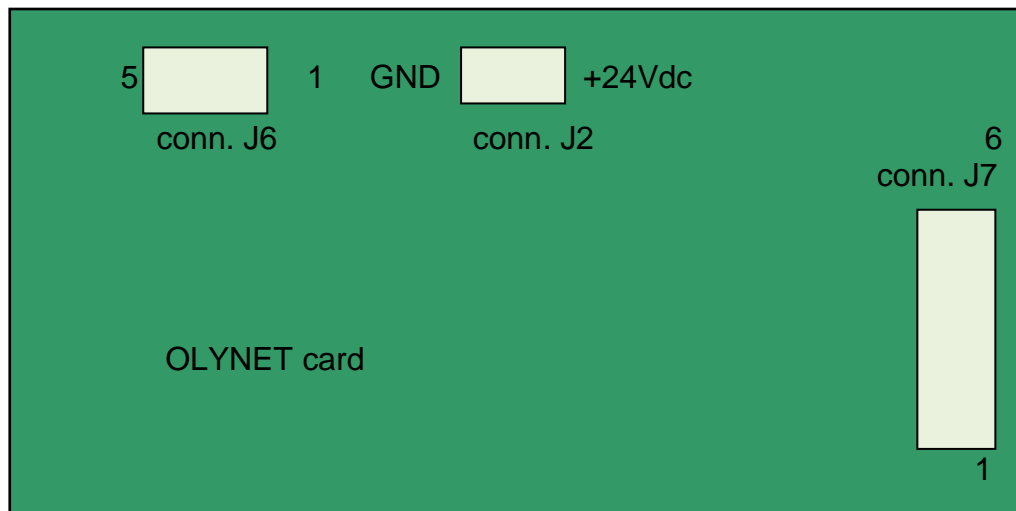 5 1 GND +24Vdc
conn. J6 conn. J2
6
conn. J7
OLYNET card
1